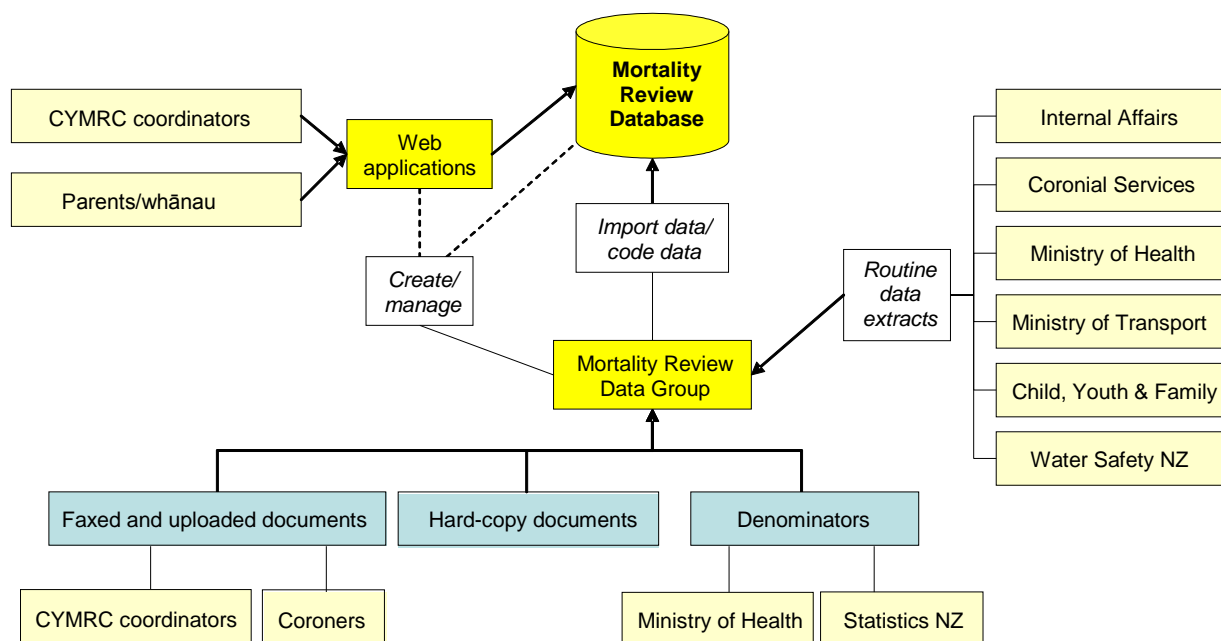 Mortality
Review
Database
CYMRC coordinators
Parents/whānau
Web
applications
Create/
manage
Import data/
code data
Routine
data
extracts
Internal Affairs
Coronial Services
Ministry of Health
Ministry of Transport
Child, Youth & Family
Water Safety NZ
Mortality Review
Data Group
Faxed and uploaded documents
Hard-copy documents
Denominators
CYMRC coordinators
Coroners
Ministry of Health
Statistics NZ